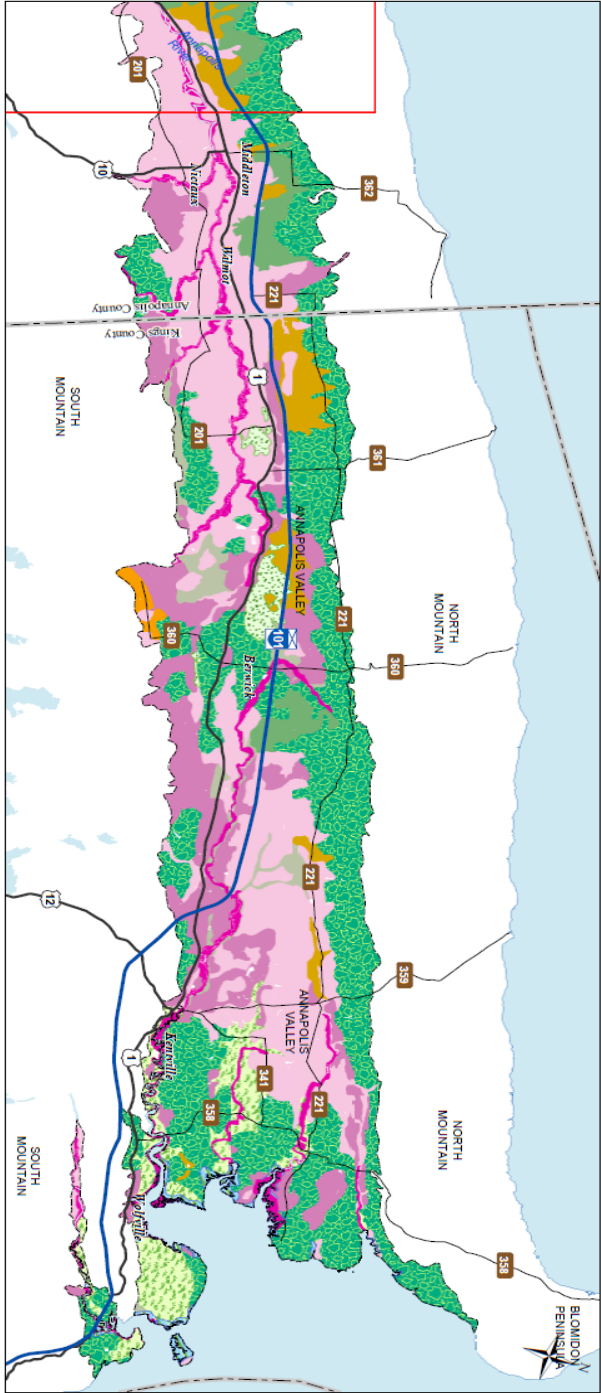 Annapolis
River
201
10
Nictaux
Middleton
362
Wilmot
221
Annapolis County
Kings County
SOUTH
MOUNTAIN
1
201
361
ANNAPOLIS VALLEY
221
NORTH
MOUNTAIN
101
360
360
Berwick
221
12
359
ANNAPOLIS
VALLEY
Kentville
1
341
358
221
NORTH
MOUNTAIN
SOUTH
MOUNTAIN
Wolfville
358
BLOMIDON
PENINSULA
N